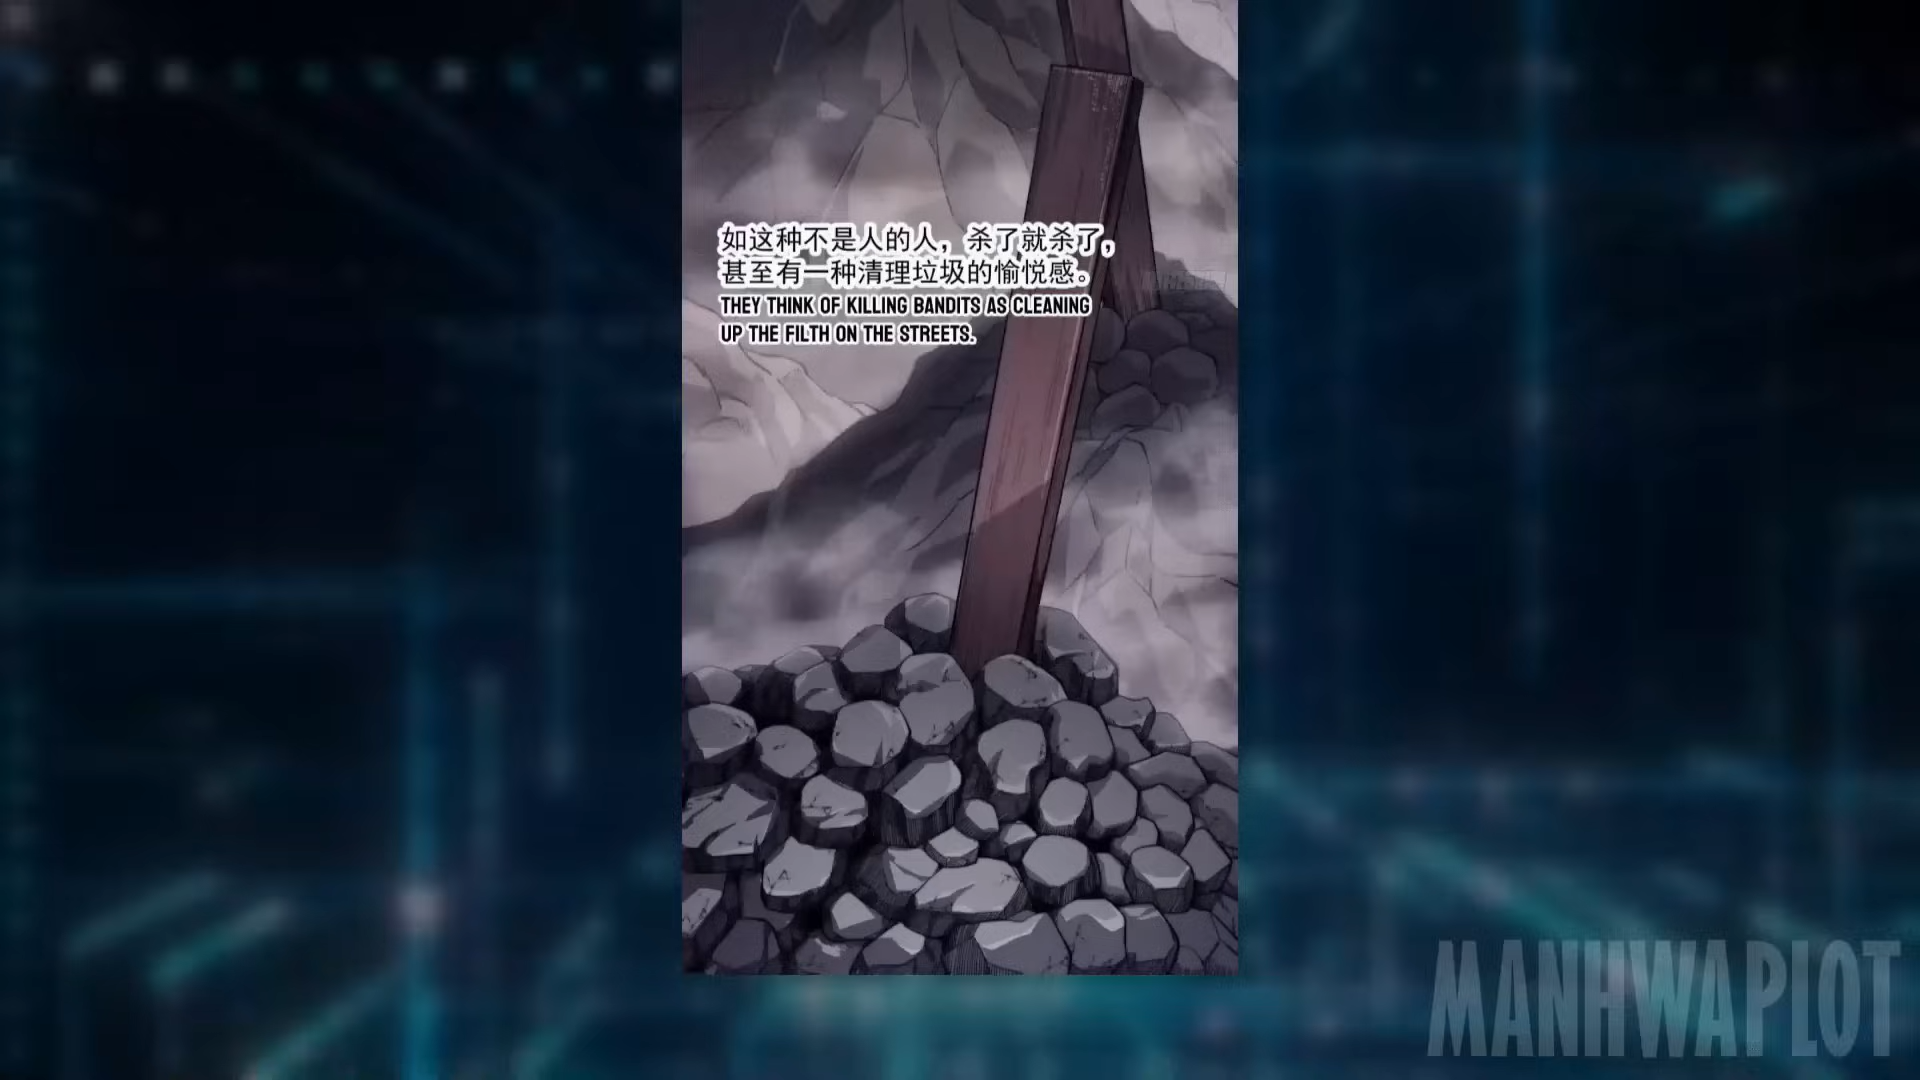 如这种不是人的人，杀了就杀了，
甚至有一种清理垃圾的愉悦感。
THEY THINK OF KILLING BANDITS AS CLEANING
UP THE FILTH ON THE STREETS.
MANHWAPLOT